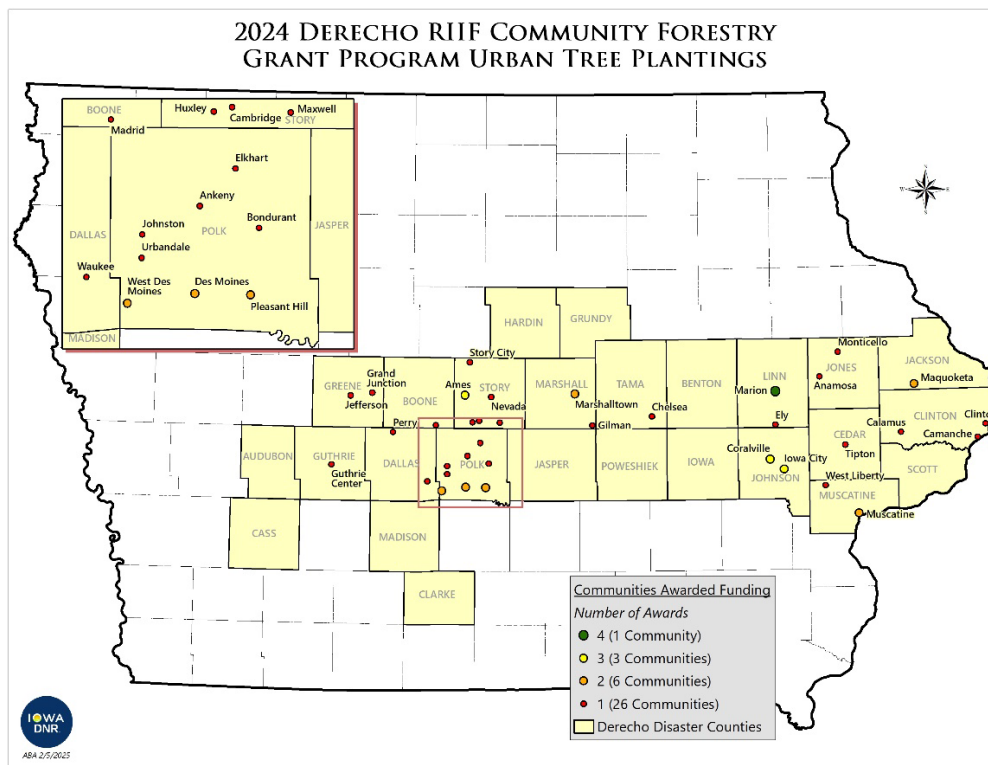 2024 Derecho RIIF Community Forestry
Grant Program Urban Tree Plantings
BOONE
Madrid
Huxley
Cambridge
Maxwell
STORY
Elkhart
Ankeny
Bondurant
Johnston
POLK
JASPER
DALLAS
Urbandale
Waukee
West Des
Moines
Des Moines
Pleasant Hill
MADISON
HARDIN
GRUNDY
Story City
Monticello
Grand
Junction
GREENE
Jefferson
BOONE
Ames
STORY
Nevada
MARSHALL
Marshalltown
TAMA
Chelsea
BENTON
LINN
Marion
JONES
Anamosa
JACKSON
Maquoketa
Perry
Gilman
Ely
CLINTON
Calamus
Clinto
Camanche
AUDUBON
GUTHRIE
Guthrie
Center
DALLAS
POLK
JASPER
POWESHIEK
IOWA
Coralville
Iowa City
JOHNSON
CEDAR
Tipton
SCOTT
West Liberty
MUSCATINE
Muscatine
CASS
MADISON
CLARKE
Communities Awarded Funding
Number of Awards
4 (1 Community)
3 (3 Communities)
2 (6 Communities)
1 (26 Communities)
Derecho Disaster Counties
IOWA
DNR
ABA 2/5/2025